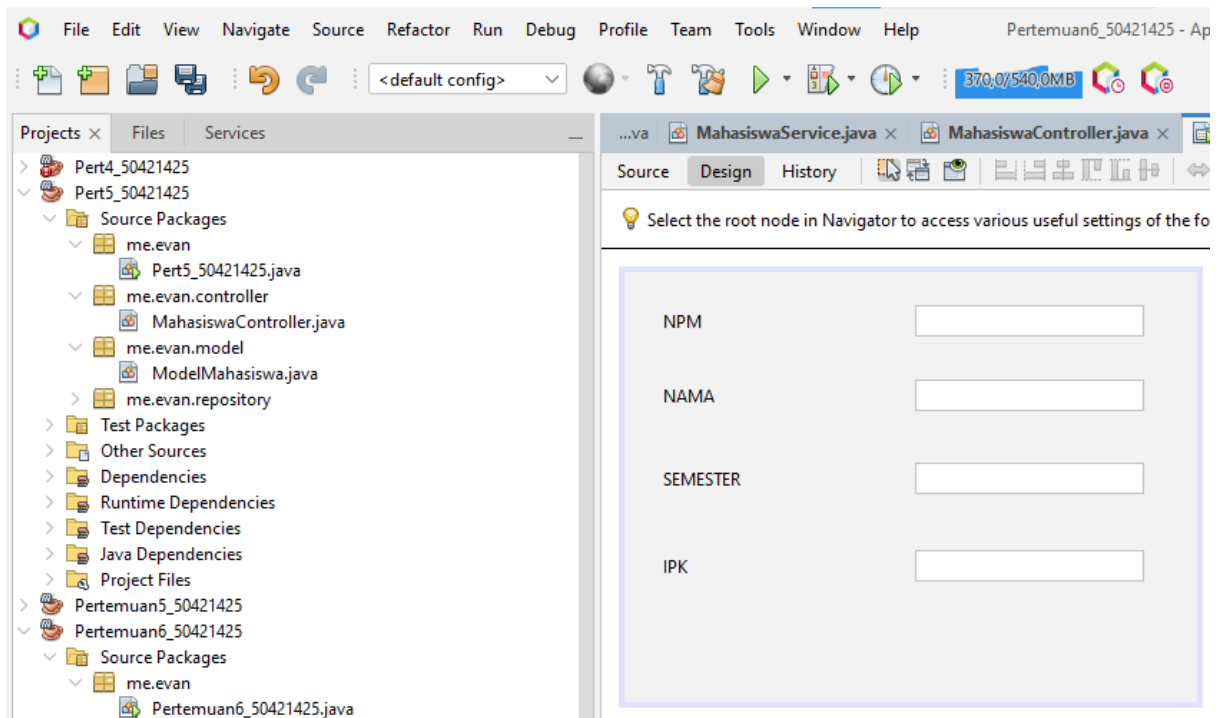 File Edit View Navigate Source Refactor Run Debug Profile Team Tools Window Help Pertemuan6_50421425 - Ap
<default config> 370,0/540,0MB
Projects Files Services
...va MahasiswaService.java MahasiswaController.java
Source Design History
Select the root node in Navigator to access various useful settings of the fo
Pert4_50421425
Pert5_50421425
Source Packages
me.evan
Pert5_50421425.java
me.evan.controller
MahasiswaController.java
me.evan.model
ModelMahasiswa.java
me.evan.repository
Test Packages
Other Sources
Dependencies
Runtime Dependencies
Test Dependencies
Java Dependencies
Project Files
Pertemuan5_50421425
Pertemuan6_50421425
Source Packages
me.evan
Pertemuan6_50421425.java
NPM
NAMA
SEMESTER
IPK